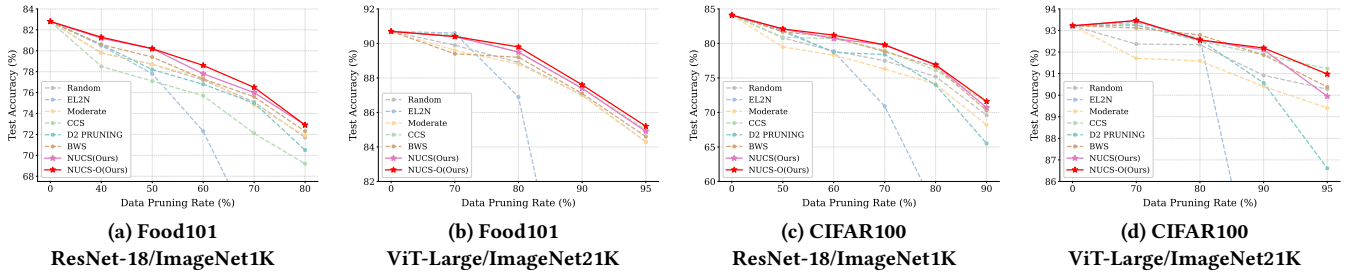 84
82
80
78
76
74
72
70
68
Test Accuracy (%)
Random
EL2N
Moderate
CCS
D2 PRUNING
BWS
NUCS(Ours)
NUCS-O(Ours)
0 40 50 60 70 80
Data Pruning Rate (%)
(a) Food101
ResNet-18/ImageNet1K
92
90
88
86
84
82
Test Accuracy (%)
Random
EL2N
Moderate
CCS
D2 PRUNING
BWS
NUCS(Ours)
NUCS-O(Ours)
0 70 80 90 95
Data Pruning Rate (%)
(b) Food101
ViT-Large/ImageNet21K
85
80
75
70
65
60
Test Accuracy (%)
Random
EL2N
Moderate
CCS
D2 PRUNING
BWS
NUCS(Ours)
NUCS-O(Ours)
0 50 60 70 80 90
Data Pruning Rate (%)
(c) CIFAR100
ResNet-18/ImageNet1K
94
93
92
91
90
89
88
87
86
Test Accuracy (%)
Random
EL2N
Moderate
CCS
D2 PRUNING
BWS
NUCS(Ours)
NUCS-O(Ours)
0 70 80 90 95
Data Pruning Rate (%)
(d) CIFAR100
ViT-Large/ImageNet21K